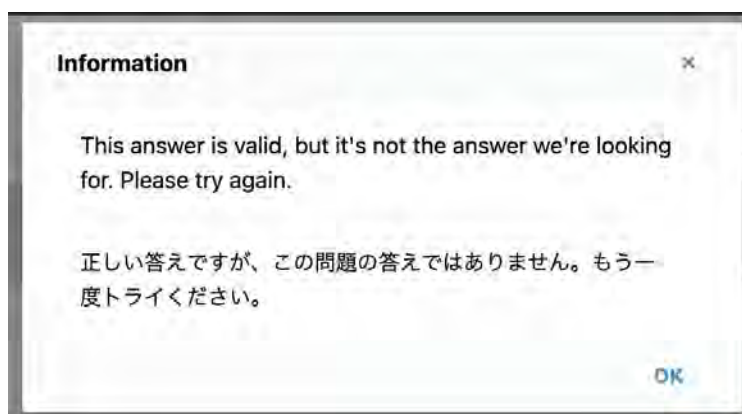 Information
×
This answer is valid, but it's not the answer we're looking
for. Please try again.
正しい答えですが、この問題の答えではありません。もう一
度トライください。
OK